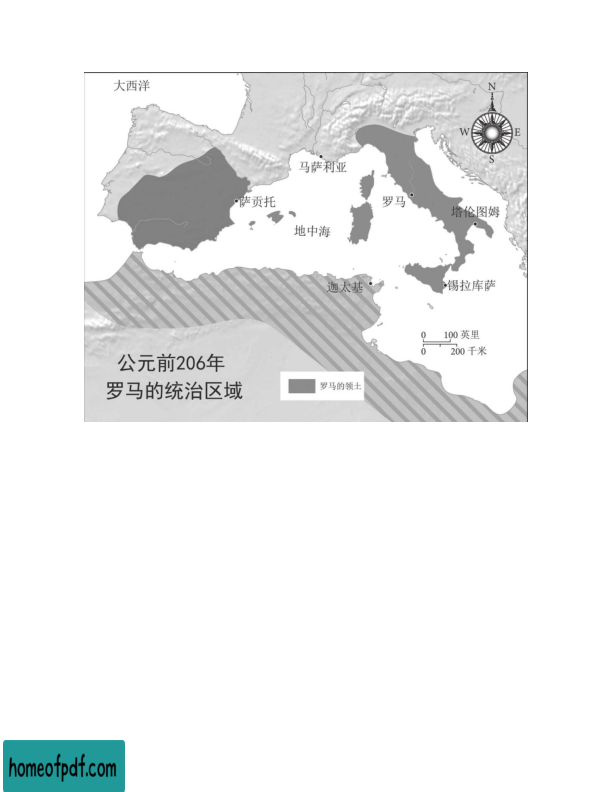 大西洋
N
W
E
S
马萨利亚
萨贡托
罗马
塔伦图姆
地中海
迦太基
锡拉库萨
0 100 英里
0 200 千米
公元前206年
罗马的统治区域
罗马的领土
homeofpdf.com